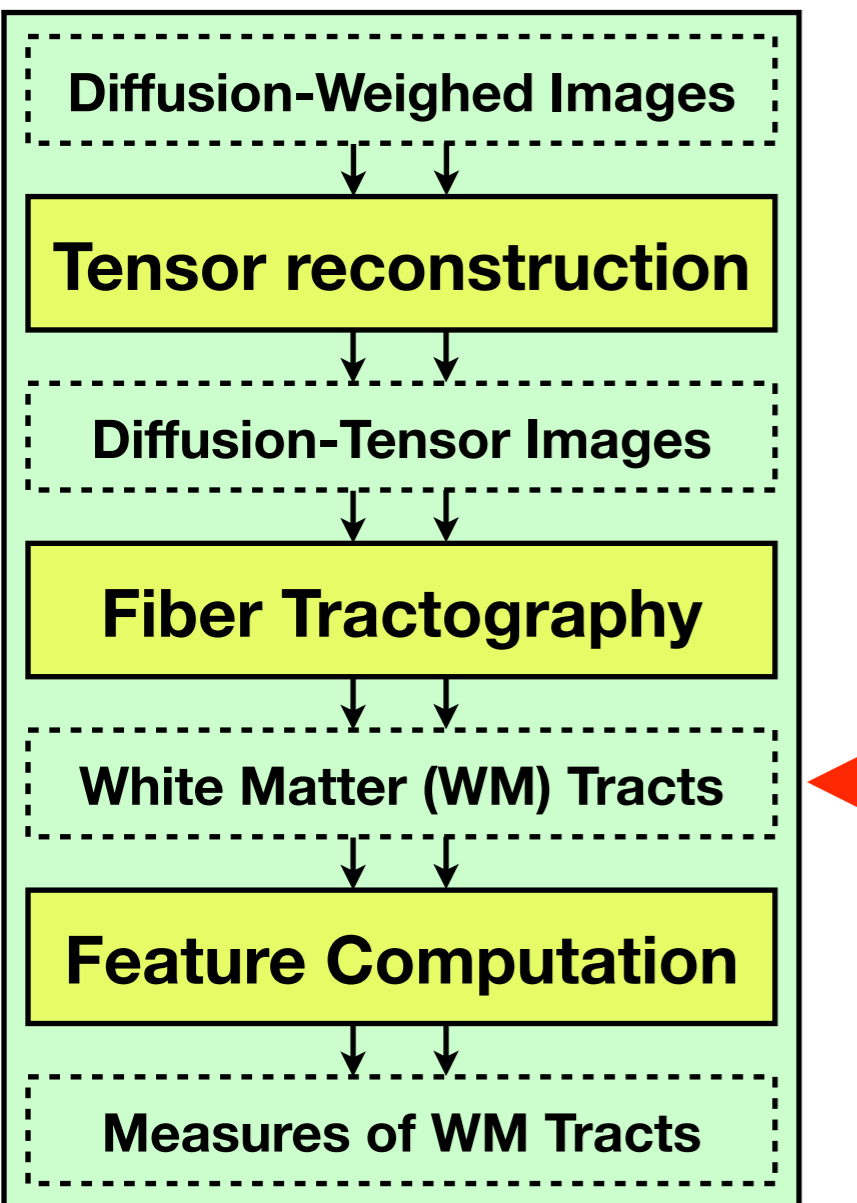 Diffusion-Weighed Images
Tensor reconstruction
Diffusion-Tensor Images
Fiber Tractography
White Matter (WM) Tracts
Feature Computation
Measures of WM Tracts